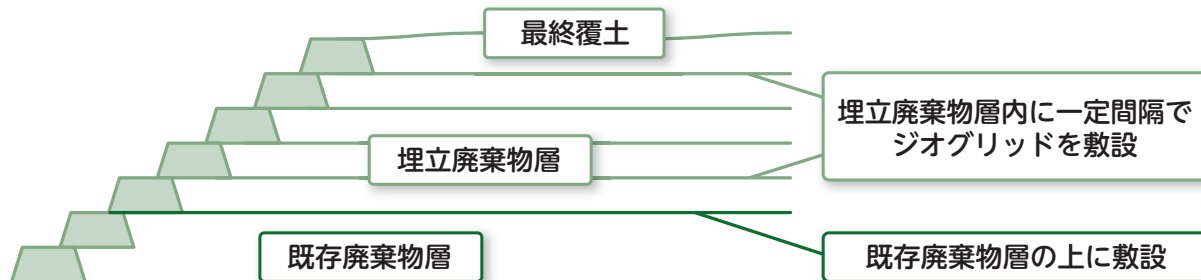 最終覆土
埋立廃棄物層内に一定間隔で
ジオグリッドを敷設
埋立廃棄物層
既存廃棄物層
既存廃棄物層の上に敷設